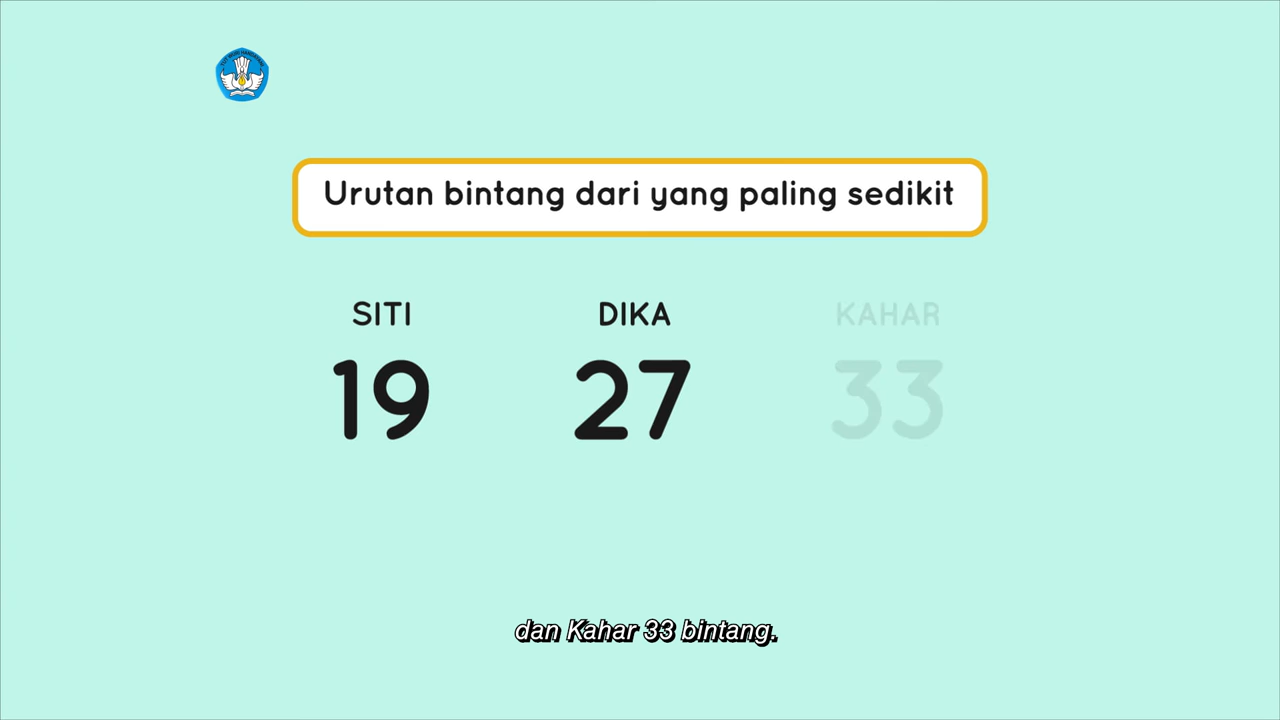 Urutan bintang dari yang paling sedikit
SITI
DIKA
KAHAR
19
27
33
dan Kahar 33 bintang.